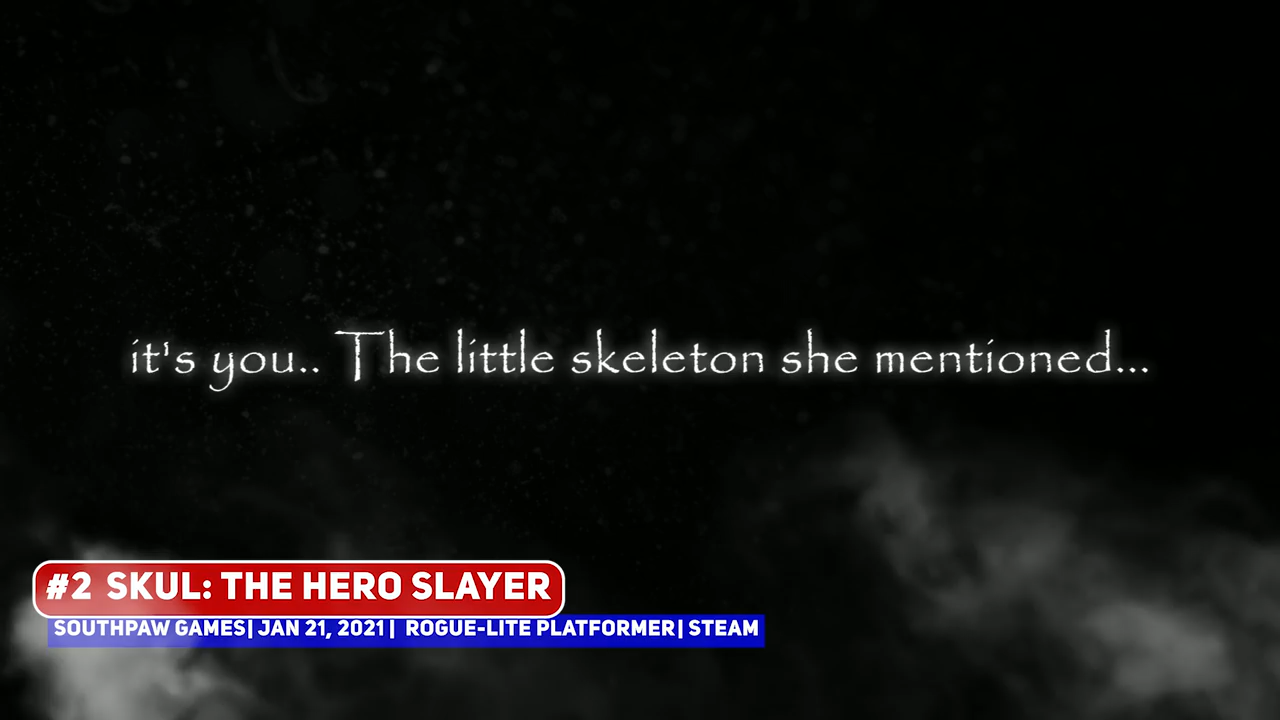 it's you.. The little skeleton she mentioned...
#2 SKUL: THE HERO SLAYER
SOUTHPAW GAMES| JAN 21, 2021 | ROGUE-LITE PLATFORMER| STEAM